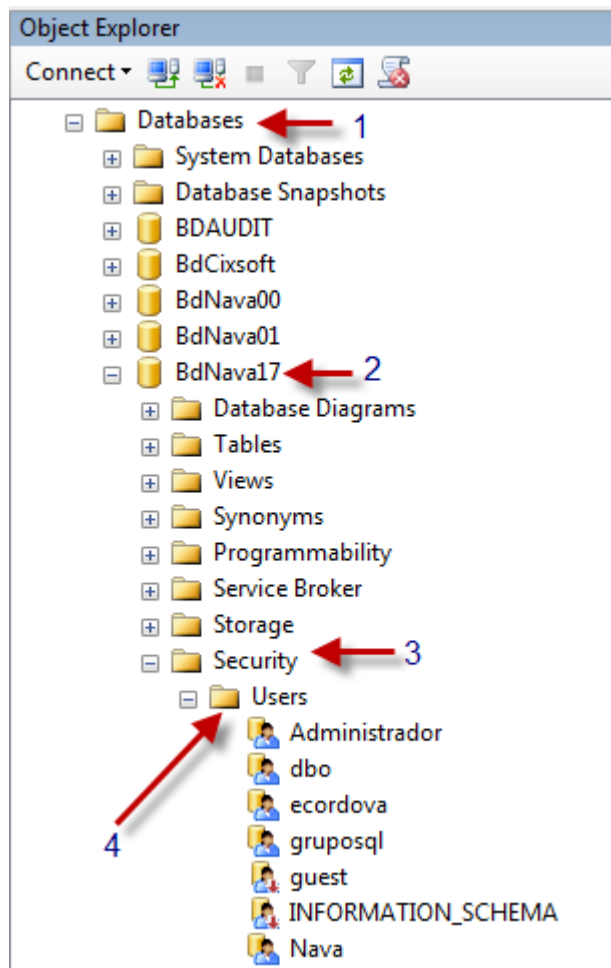 Object Explorer
Connect
Databases 1
System Databases
Database Snapshots
BDAUDIT
BdCixsoft
BdNava00
BdNava01
BdNava17 2
Database Diagrams
Tables
Views
Synonyms
Programmability
Service Broker
Storage
Security 3
Users
Administrador
dbo
ecordova
4 gruposql
guest
INFORMATION_SCHEMA
Nava